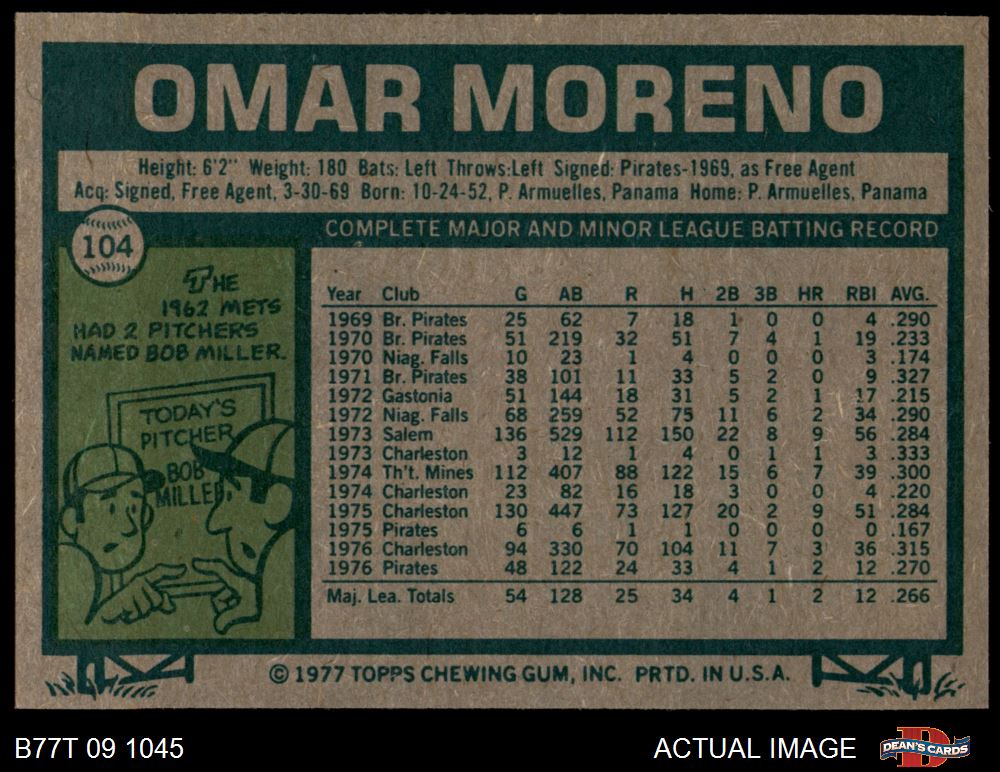 OMAR MORENO
Height: 6'2" Weight: 180 Bats: Left Throws:Left Signed: Pirates-1969, as Free Agent
Acq: Signed, Free Agent, 3-30-69 Born: 10-24-52, P. Armuelles, Panama Home: P. Armuelles, Panama
104
COMPLETE MAJOR AND MINOR LEAGUE BATTING RECORD
THE
1962 METS
HAD 2 PITCHERS
NAMED BOB MILLER.
TODAY'S
PITCHER
BOB
MILLER
Year Club G AB R H 2B 3B HR RBI AVG.
1969 Br. Pirates 25 62 7 18 1 0 0 4 .290
1970 Br. Pirates 51 219 32 51 7 4 1 19 .233
1970 Niag. Falls 10 23 1 4 0 0 0 3 .174
1971 Br. Pirates 38 101 11 33 5 2 0 9 .327
1972 Gastonia 51 144 18 31 5 2 1 17 .215
1972 Niag. Falls 68 259 52 75 11 6 2 34 .290
1973 Salem 136 529 112 150 22 8 9 56 .284
1973 Charleston 3 12 1 4 0 1 1 3 .333
1974 Th't. Mines 112 407 88 122 15 6 7 39 .300
1974 Charleston 23 82 16 18 3 0 0 4 .220
1975 Charleston 130 447 73 127 20 2 9 51 .284
1975 Pirates 6 6 1 1 0 0 0 0 .167
1976 Charleston 94 330 70 104 11 7 3 36 .315
1976 Pirates 48 122 24 33 4 1 2 12 .270
Maj. Lea. Totals 54 128 25 34 4 1 2 12 .266
© 1977 TOPPS CHEWING GUM, INC. PRTD. IN U.S.A.
B77T 09 1045
ACTUAL IMAGE
D
DEAN'S CARDS